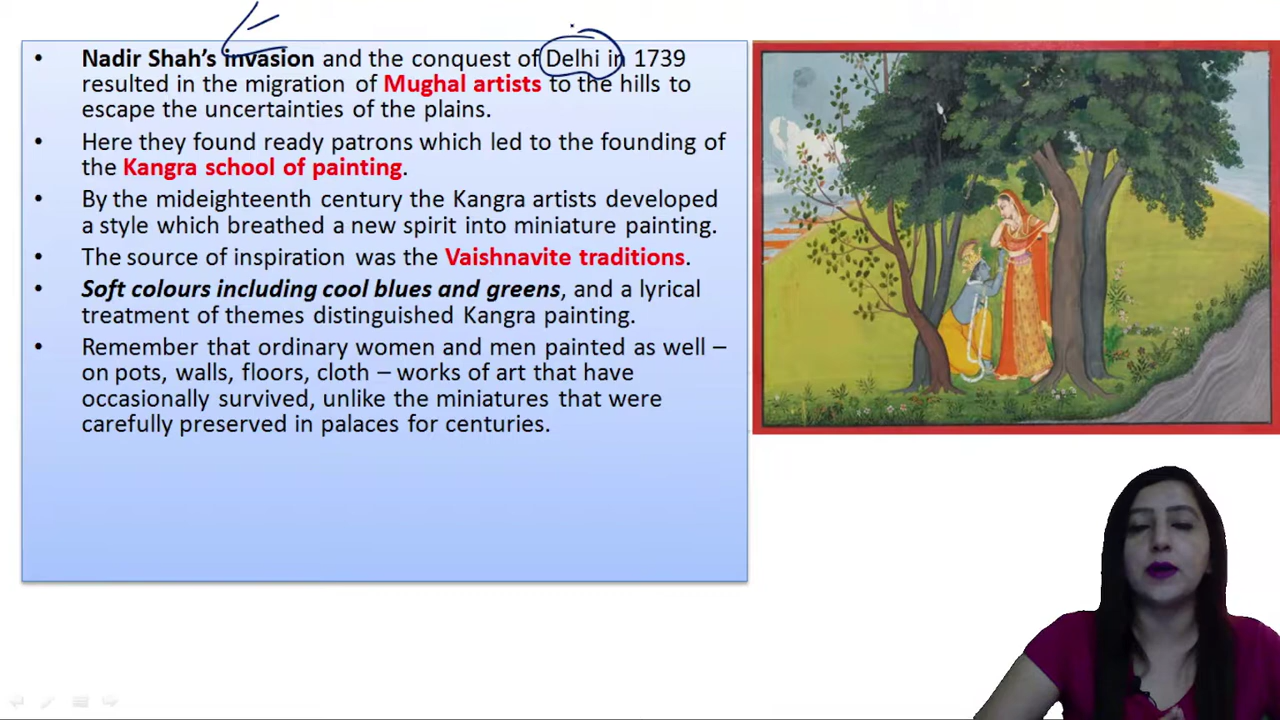 • Nadir Shah's invasion and the conquest of Delhi in 1739
resulted in the migration of Mughal artists to the hills to
escape the uncertainties of the plains.
• Here they found ready patrons which led to the founding of
the Kangra school of painting.
• By the mideighteenth century the Kangra artists developed
a style which breathed a new spirit into miniature painting.
• The source of inspiration was the Vaishnavite traditions.
• Soft colours including cool blues and greens, and a lyrical
treatment of themes distinguished Kangra painting.
• Remember that ordinary women and men painted as well –
on pots, walls, floors, cloth – works of art that have
occasionally survived, unlike the miniatures that were
carefully preserved in palaces for centuries.